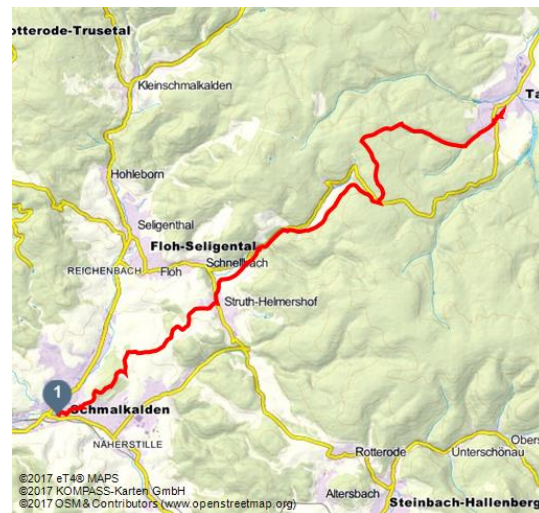 otterode-Trusetal
Kleinschmalkalden
Ta
Hohleborn
Seligenthal
Floh-Seligental
REICHENBACH
Floh
Schnellbach
Struth-Helmershof
1
Schmalkalden
NÄHERSTILLE
Rotterode
Obers
Unterschönau
Altersbach
Steinbach-Hallenberg
©2017 eT4® MAPS
©2017 KOMPASS-Karten GmbH
©2017 OSM & Contributors (www.openstreetmap.org)